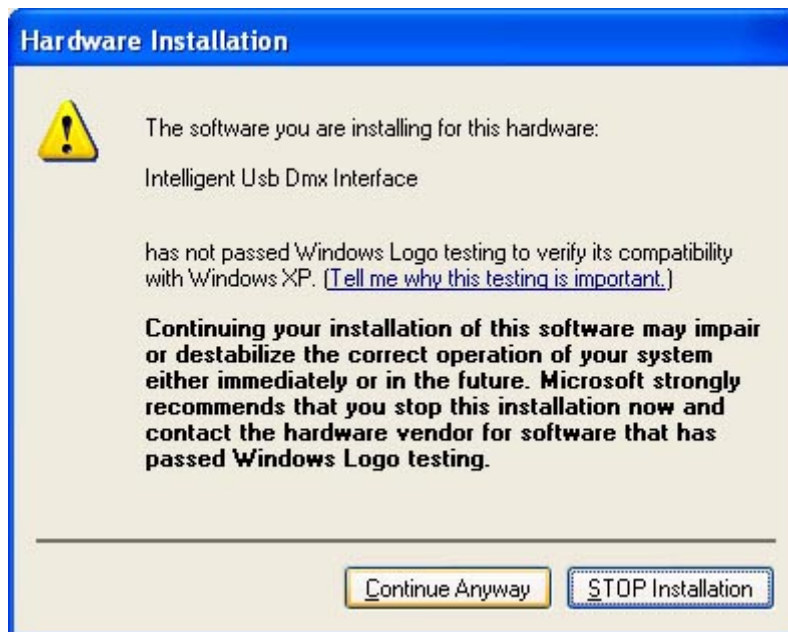 Hardware Installation
The software you are installing for this hardware:
Intelligent Usb Dmx Interface
has not passed Windows Logo testing to verify its compatibility
with Windows XP. (Tell me why this testing is important.)
Continuing your installation of this software may impair
or destabilize the correct operation of your system
either immediately or in the future. Microsoft strongly
recommends that you stop this installation now and
contact the hardware vendor for software that has
passed Windows Logo testing.
Continue Anyway STOP Installation